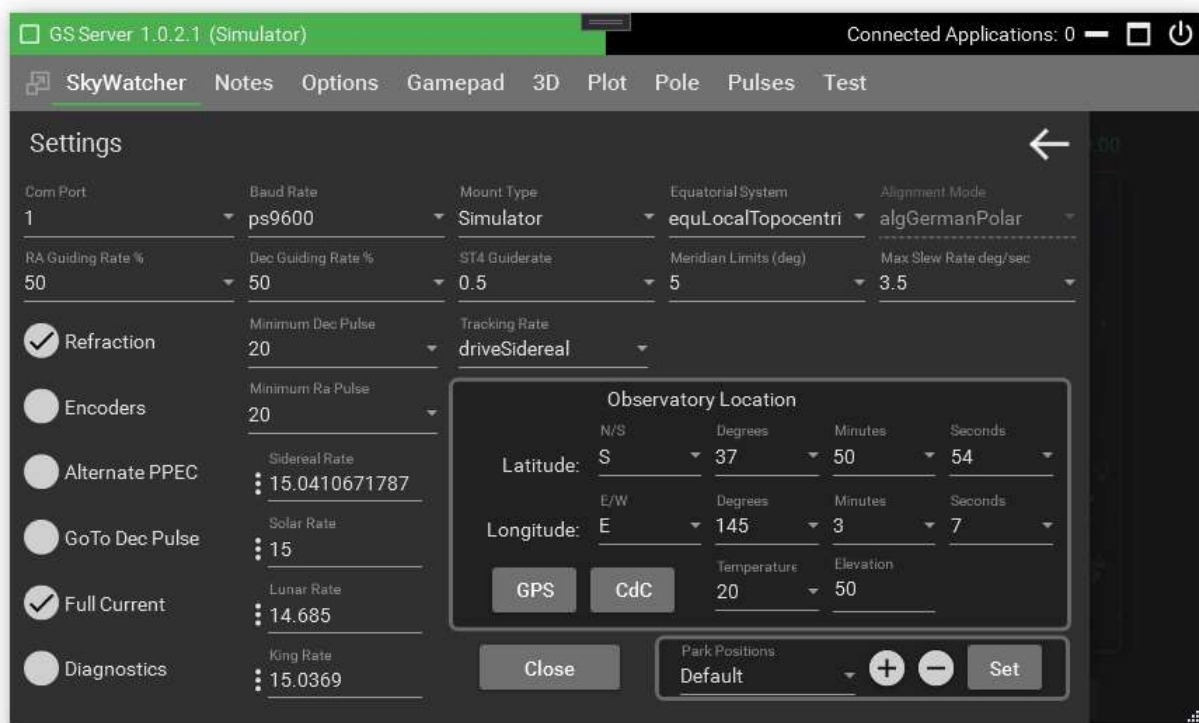 GS Server 1.0.2.1 (Simulator) Connected Applications: 0
SkyWatcher Notes Options Gamepad 3D Plot Pole Pulses Test
Settings
Com Port Baud Rate Mount Type Equatorial System Alignment Mode
1 ps9600 Simulator equLocalTopocentri algGermanPolar
RA Guiding Rate % Dec Guiding Rate % ST4 Guiderate Meridian Limits (deg) Max Slew Rate deg/sec
50 50 0.5 5 3.5
Refraction
Minimum Dec Pulse
20
Tracking Rate
driveSidereal
Encoders
Minimum Ra Pulse
20
Alternate PPEC
Sidereal Rate
15.0410671787
GoTo Dec Pulse
Solar Rate
15
Full Current
Lunar Rate
14.685
Diagnostics
King Rate
15.0369
Observatory Location
N/S Degrees Minutes Seconds
Latitude: S 37 50 54
E/W Degrees Minutes Seconds
Longitude: E 145 3 7
Temperature Elevation
GPS CdC 20 50
Close
Park Positions
Default
Set